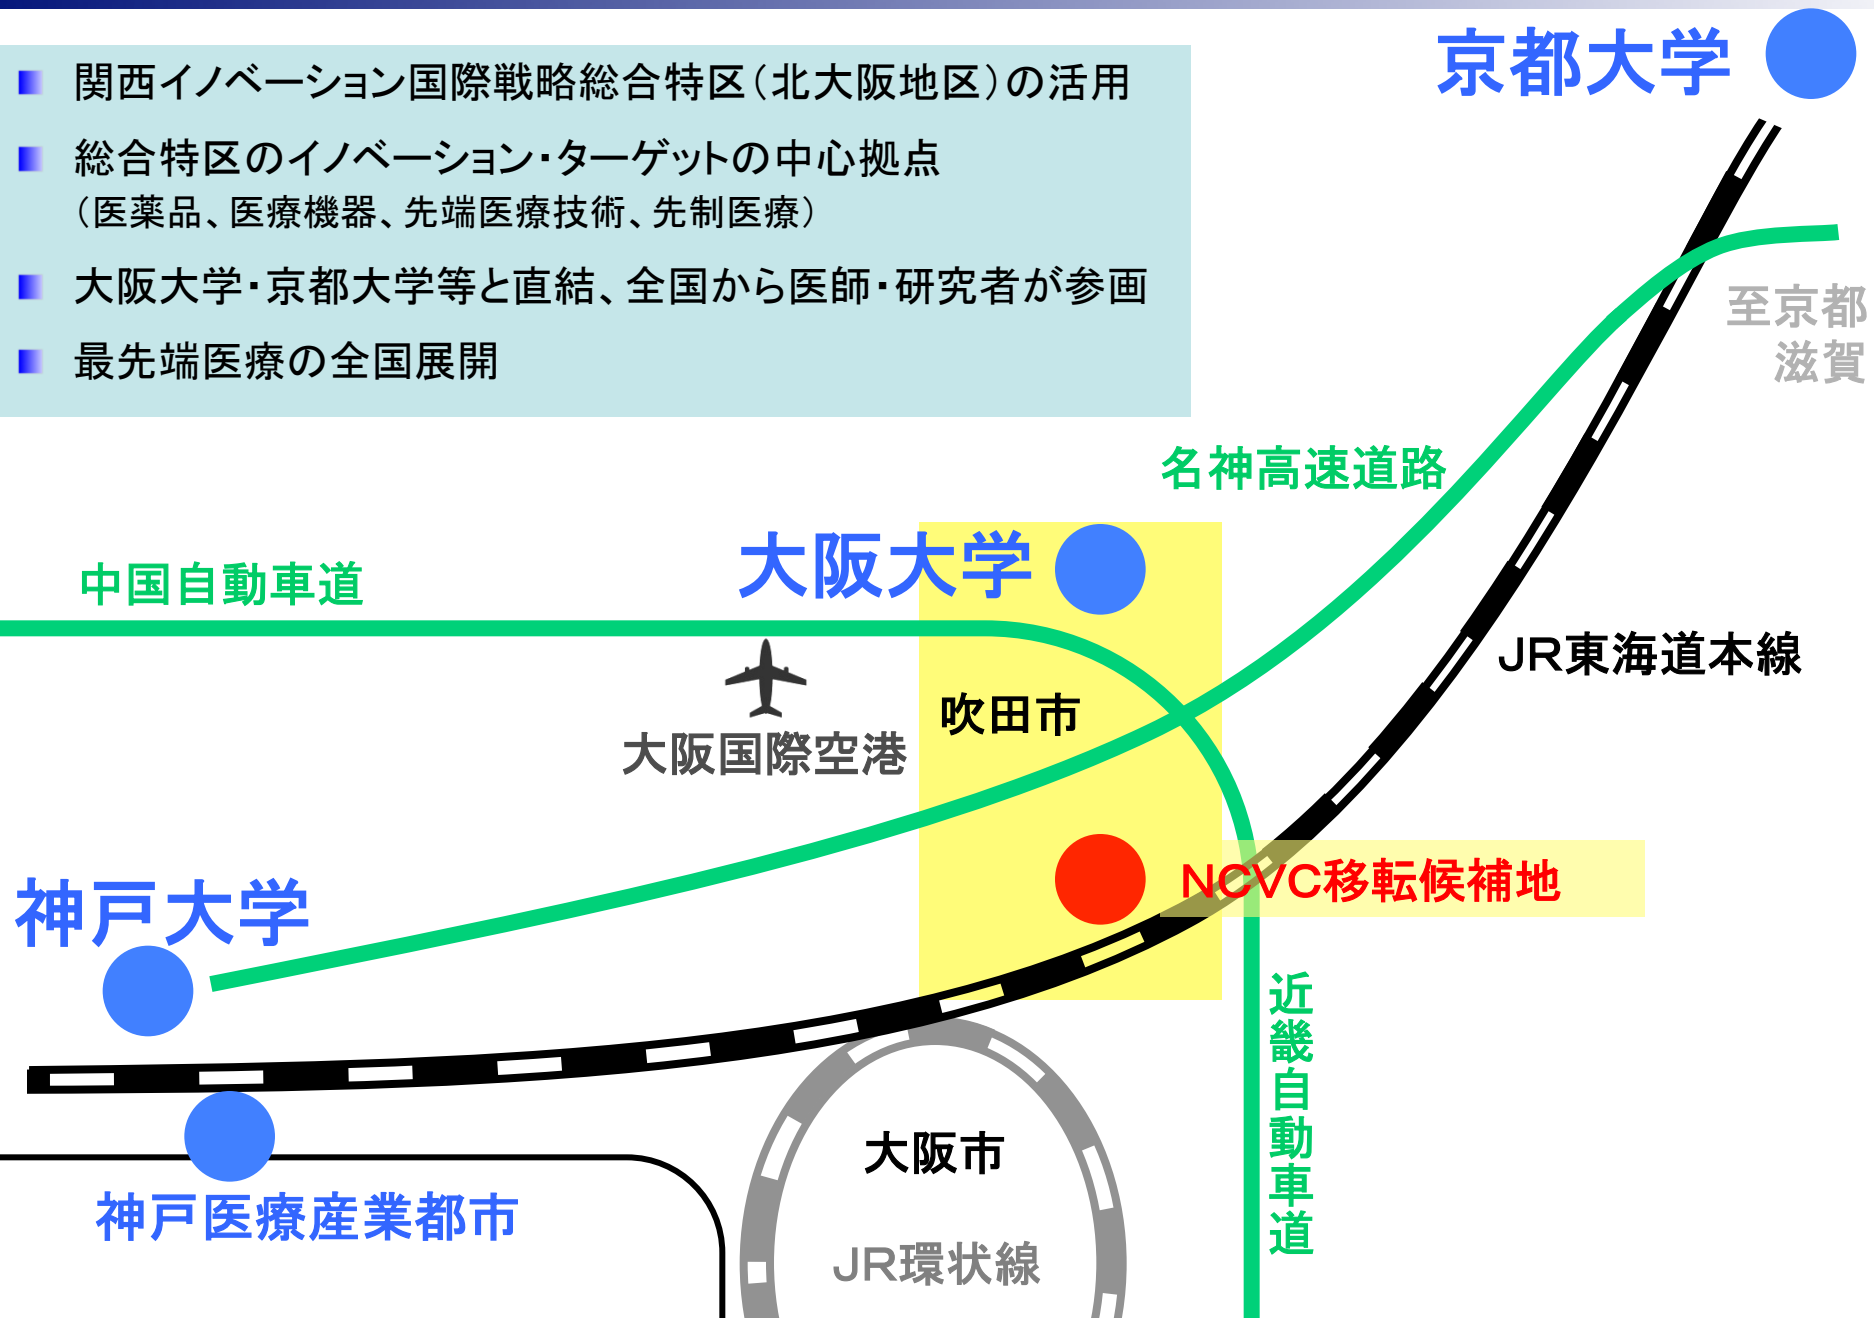 京都大学
関西イノベーション国際戦略総合特区（北大阪地区）の活用
総合特区のイノベーション・ターゲットの中心拠点
（医薬品、医療機器、先端医療技術、先制医療）
大阪大学・京都大学等と直結、全国から医師・研究者が参画
最先端医療の全国展開
至京都
滋賀
名神高速道路
大阪大学
中国自動車道
JR東海道本線
吹田市
大阪国際空港
NCVC移転候補地
神戸大学
近畿自動車道
大阪市
神戸医療産業都市
JR環状線